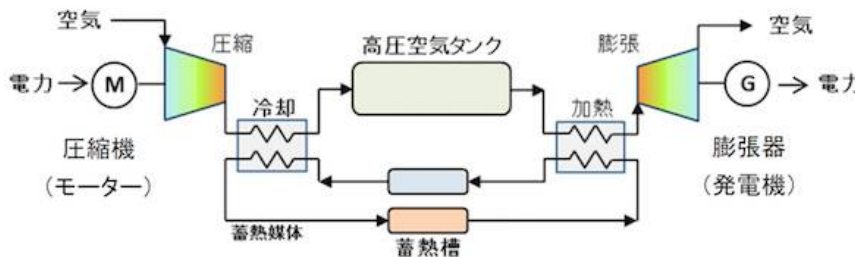 空気
圧縮
高圧空気タンク
膨張
空気
電力
M
冷却
加熱
G
電力
圧縮機
(モーター)
膨張器
(発電機)
蓄熱媒体
蓄熱槽